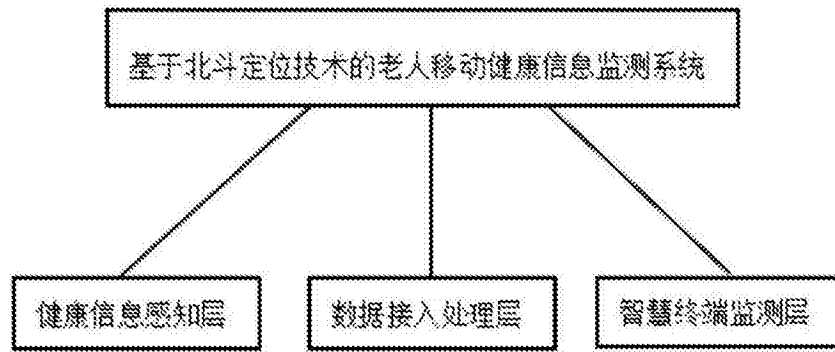 基于北斗定位技术的老人移动健康信息监测系统
健康信息感知层
数据接入处理层
智慧终端监测层